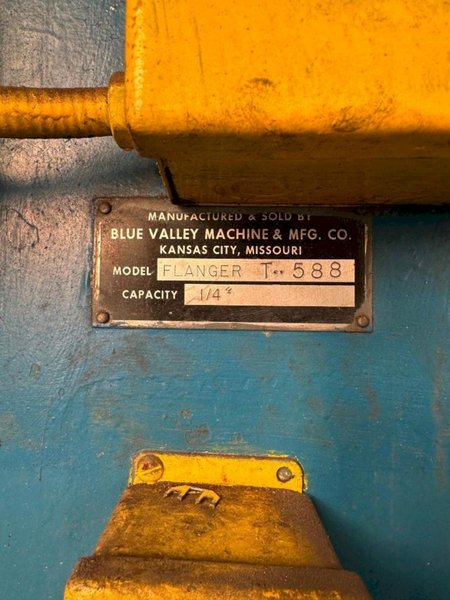 MANUFACTURED & SOLD BY
BLUE VALLEY MACHINE & MFG. CO.
KANSAS CITY, MISSOURI
MODEL FLANGER T-588
CAPACITY 1/4"